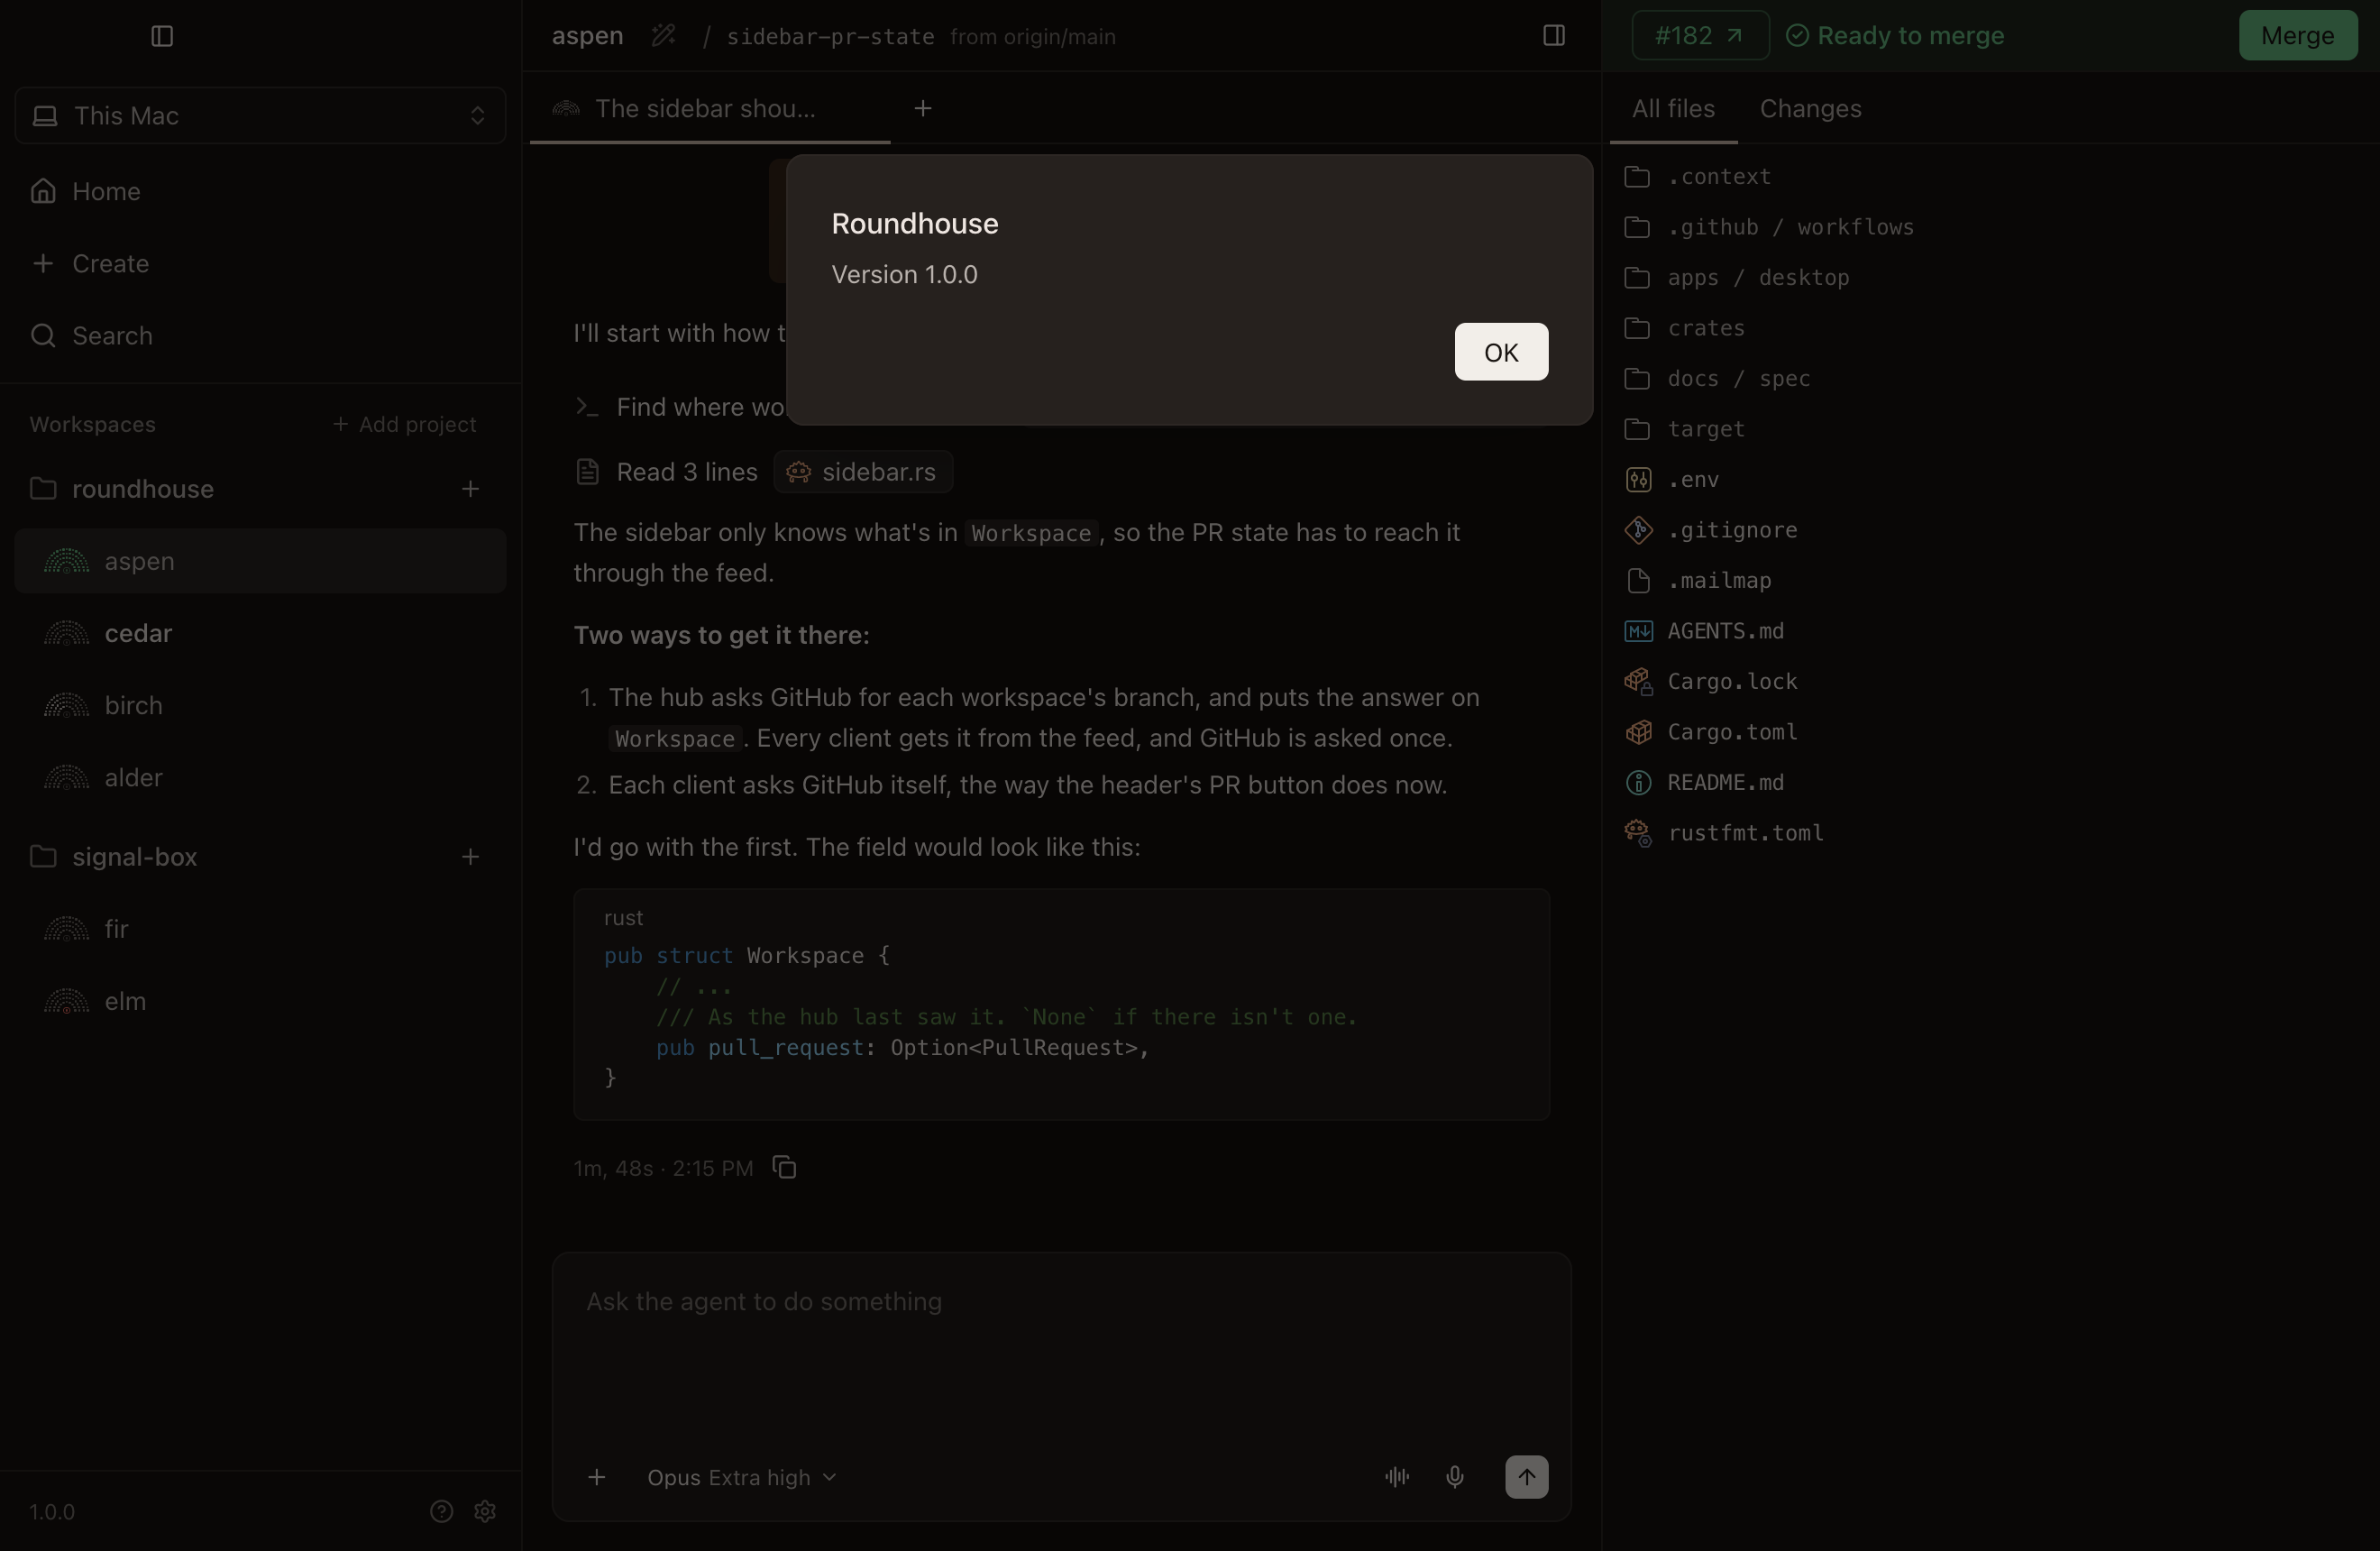 aspen / sidebar-pr-state from origin/main
#182 Ready to merge
Merge
This Mac
Home
Create
Search
Workspaces
Add project
roundhouse
aspen
cedar
birch
alder
signal-box
fir
elm
1.0.0
The sidebar shou...
Roundhouse
Version 1.0.0
OK
I'll start with how t
Find where wo
Read 3 lines sidebar.rs
The sidebar only knows what's in Workspace, so the PR state has to reach it
through the feed.
Two ways to get it there:
1. The hub asks GitHub for each workspace's branch, and puts the answer on
Workspace. Every client gets it from the feed, and GitHub is asked once.
2. Each client asks GitHub itself, the way the header's PR button does now.
I'd go with the first. The field would look like this:
rust
pub struct Workspace {
// ...
/// As the hub last saw it. `None` if there isn't one.
pub pull_request: Option<PullRequest>,
}
1m, 48s · 2:15 PM
Ask the agent to do something
Opus Extra high
All files
Changes
.context
.github / workflows
apps / desktop
crates
docs / spec
target
.env
.gitignore
.mailmap
AGENTS.md
Cargo.lock
Cargo.toml
README.md
rustfmt.toml